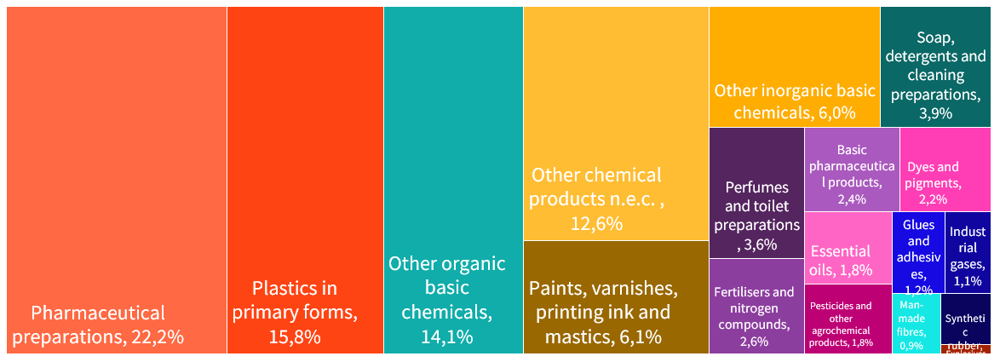 Pharmaceutical
preparations, 22,2%
Plastics in
primary forms,
15,8%
Other organic
basic
chemicals,
14,1%
Other chemical
products n.e.c. ,
12,6%
Paints, varnishes,
printing ink and
mastics, 6,1%
Other inorganic basic
chemicals, 6,0%
Soap,
detergents and
cleaning
preparations,
3,9%
Perfumes
and toilet
preparations
, 3,6%
Fertilisers and
nitrogen
compounds,
2,6%
Basic
pharmaceutica
l products,
2,4%
Dyes and
pigments,
2,2%
Essential
oils, 1,8%
Pesticides and
other
agrochemical
products, 1,8%
Glues
and
adhesiv
es,
1,2%
Indust
rial
gases,
1,1%
Man-
made
fibres,
0,9%
Syntheti
c
rubber,
Explosives